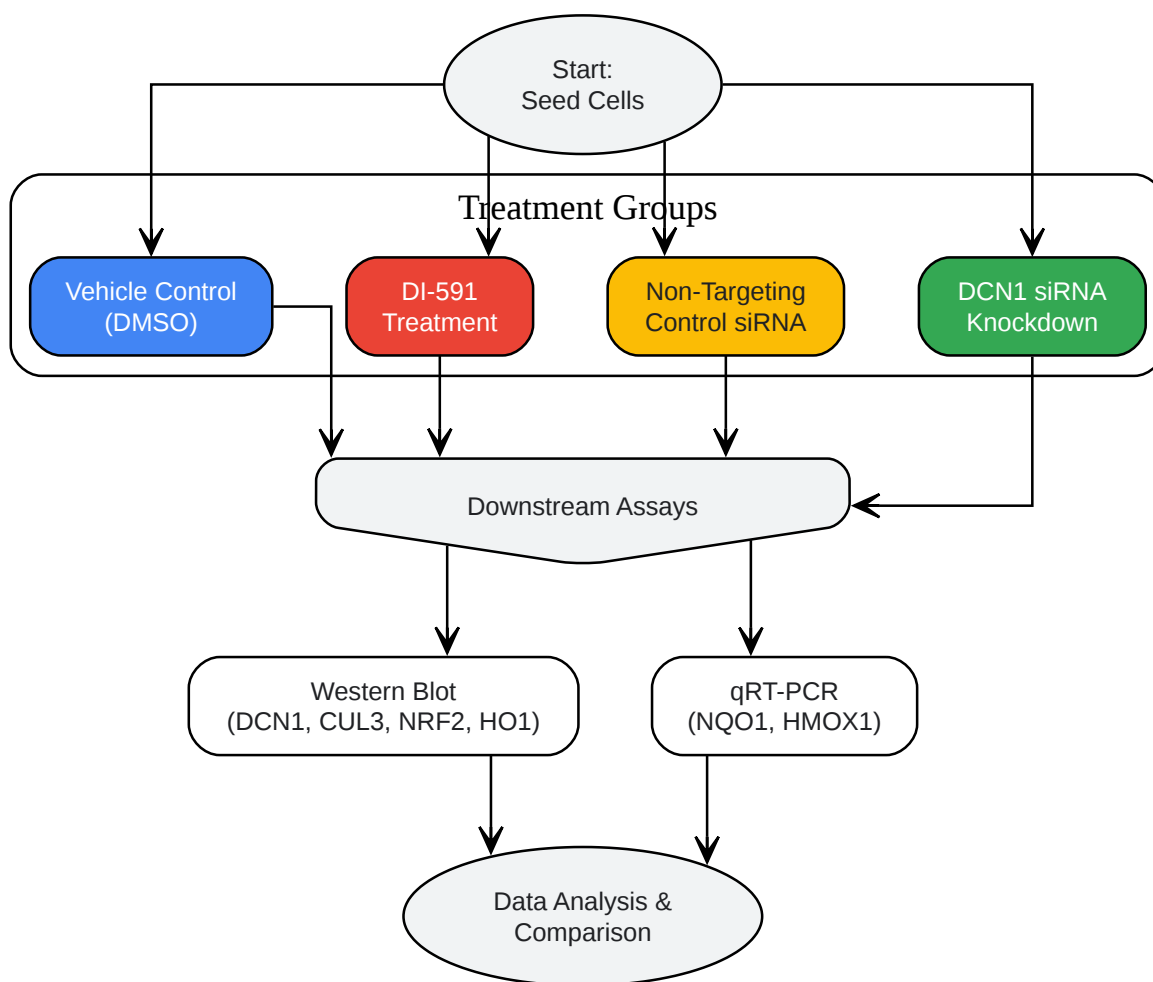 Start:
Seed Cells
Treatment Groups
Vehicle Control
(DMSO)
DI-591
Treatment
Non-Targeting
Control siRNA
DCN1 siRNA
Knockdown
Downstream Assays
Western Blot
(DCN1, CUL3, NRF2, HO1)
qRT-PCR
(NQO1, HMOX1)
Data Analysis &
Comparison